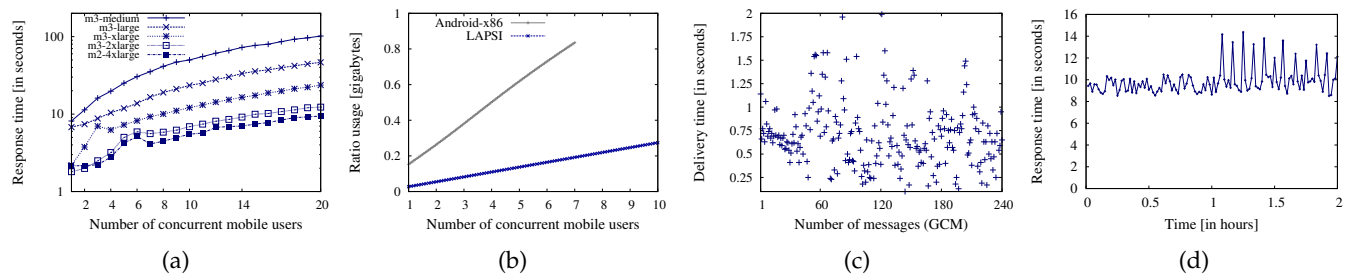 Response time [in seconds]
100
10
1
m3-medium
m3-large
m3-xlarge
m3-2xlarge
m2-4xlarge
2 4 6 8 10 14 20
Number of concurrent mobile users
(a)
Ratio usage [gigabytes]
1
0.8
0.6
0.4
0.2
0
Android-x86
LAPSI
1 2 3 4 5 6 7 8 9 10
Number of concurrent mobile users
(b)
Delivery time [in seconds]
2
1.75
1.5
1.25
1
0.75
0.5
0.25
1 60 120 180 240
Number of messages (GCM)
(c)
Response time [in seconds]
16
14
12
10
8
6
4
2
0
0 0.5 1 1.5 2
Time [in hours]
(d)